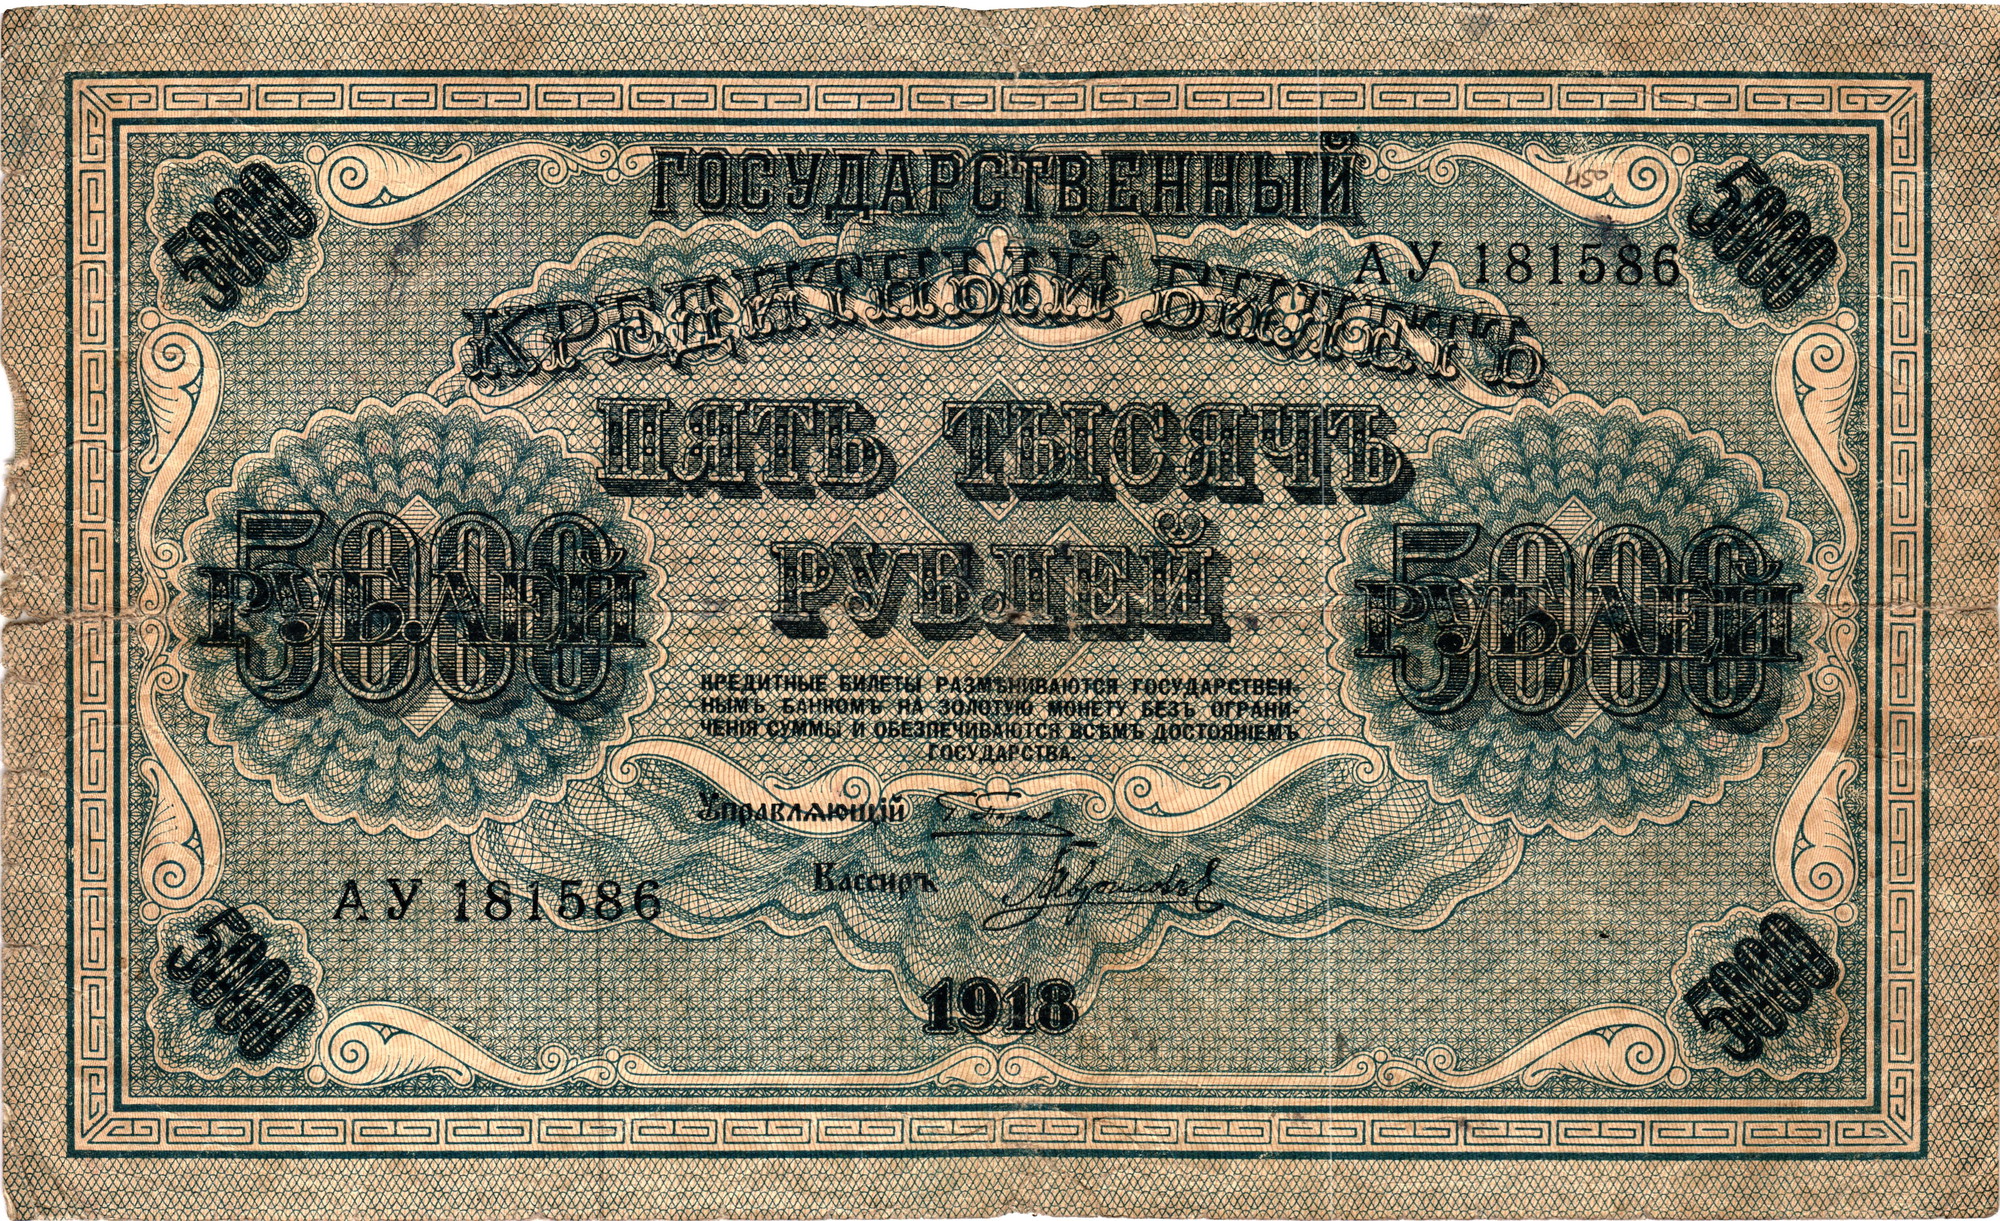 5000
ГОСУДАРСТВЕННЫЙ
5000
450
АУ 181586
КРЕДИТНЫЙ БИЛЕТЪ
ПЯТЬ ТЫСЯЧЪ
РУБЛЕЙ
5000
РУБЛЕЙ
5000
РУБЛЕЙ
КРЕДИТНЫЕ БИЛЕТЫ РАЗМѢНИВАЮТСЯ ГОСУДАРСТВЕН-
НЫМЪ БАНКОМЪ НА ЗОЛОТУЮ МОНЕТУ БЕЗЪ ОГРАНИ-
ЧЕНІЯ СУММЫ И ОБЕЗПЕЧИВАЮТСЯ ВСѢМЪ ДОСТОЯНІЕМЪ
ГОСУДАРСТВА.
Управляющій
Кассиръ
АУ 181586
5000
1918
5000